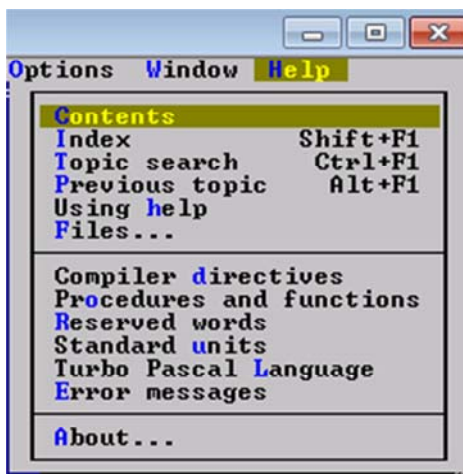 Options Window Help
Contents
Index Shift+F1
Topic search Ctrl+F1
Previous topic Alt+F1
Using help
Files...
Compiler directives
Procedures and functions
Reserved words
Standard units
Turbo Pascal Language
Error messages
About...